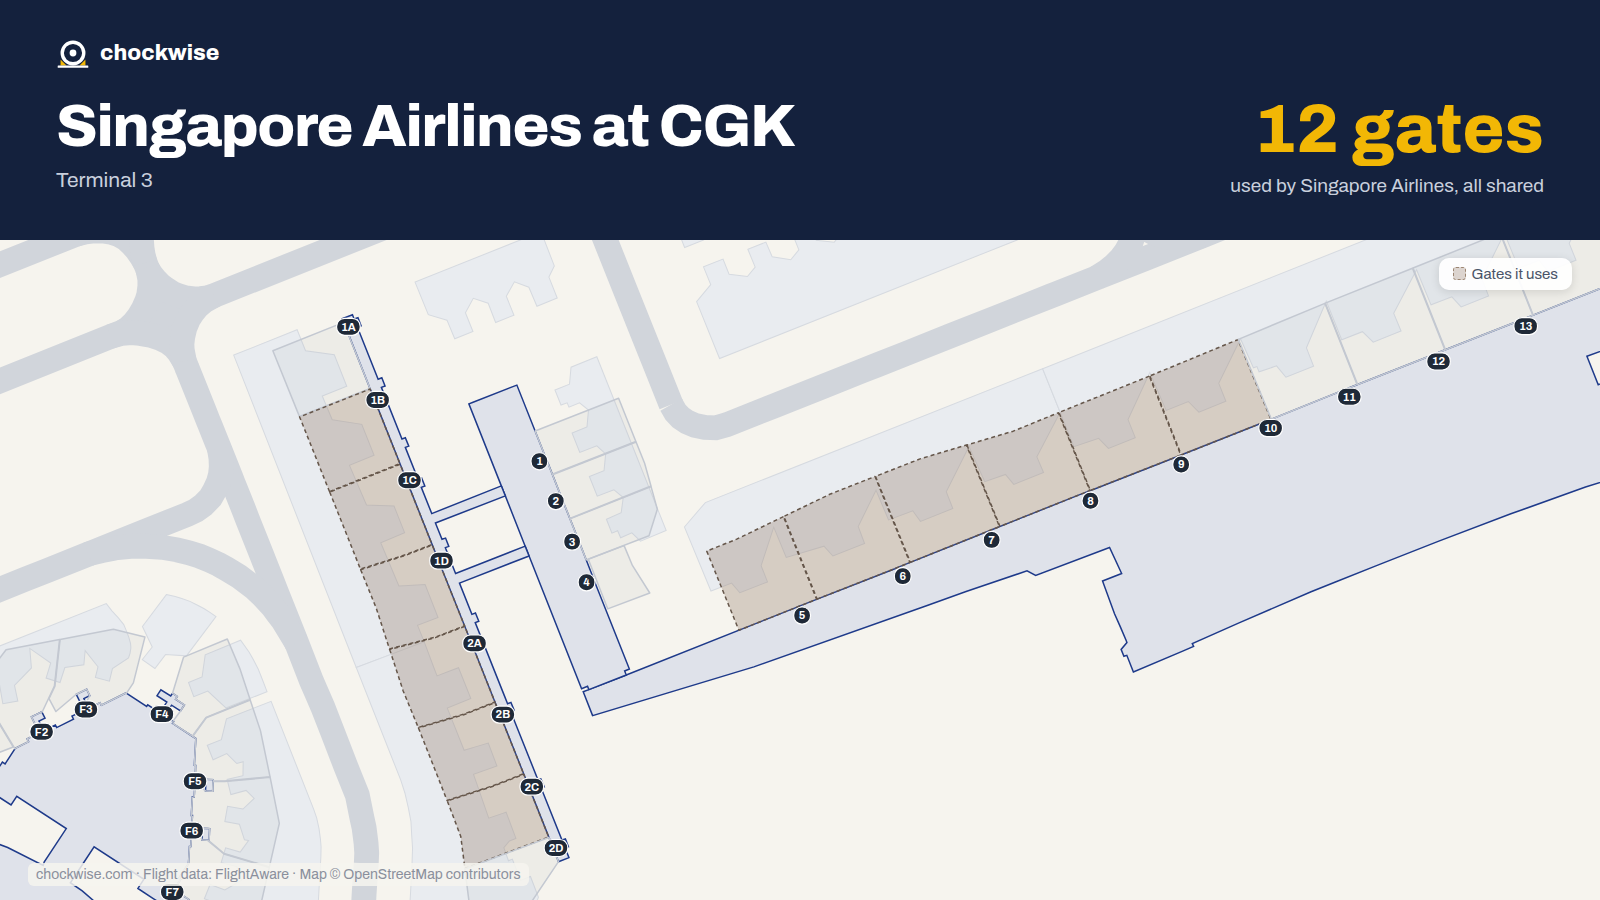 chockwise
Singapore Airlines at CGK
Terminal 3
12 gates
used by Singapore Airlines, all shared
Gates it uses
1A
1B
1C
1D
2A
2B
2C
2D
1
2
3
4
5
6
7
8
9
10
11
12
13
F2
F3
F4
F5
F6
F7
chockwise.com · Flight data: FlightAware · Map © OpenStreetMap contributors